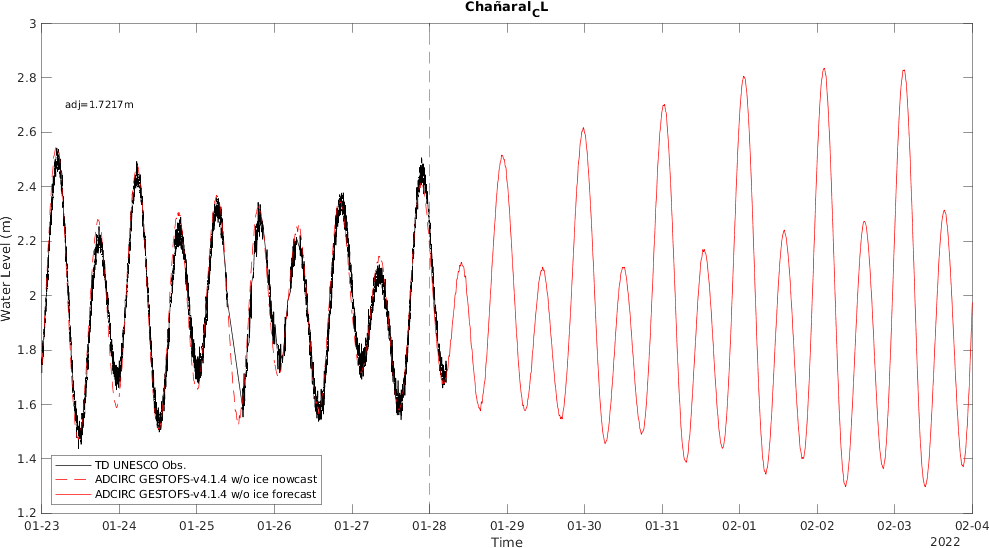 Chañaral_CL
3
2.8
2.6
2.4
2.2
2
1.8
1.6
1.4
1.2
Water Level (m)
adj=1.7217m
TD UNESCO Obs.
ADCIRC GESTOFS-v4.1.4 w/o ice nowcast
ADCIRC GESTOFS-v4.1.4 w/o ice forecast
01-23 01-24 01-25 01-26 01-27 01-28 01-29 01-30 01-31 02-01 02-02 02-03 02-04
Time
2022